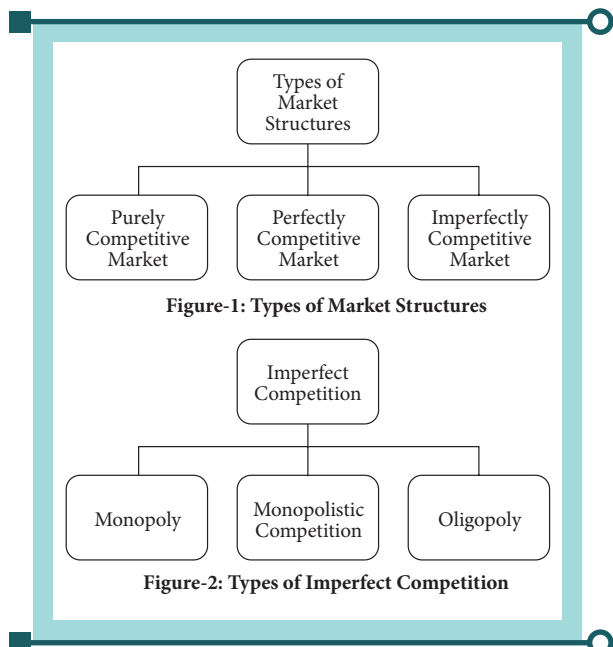 Types of
Market
Structures
Purely
Competitive
Market
Perfectly
Competitive
Market
Imperfectly
Competitive
Market
Figure-1: Types of Market Structures
Imperfect
Competition
Monopoly
Monopolistic
Competition
Oligopoly
Figure-2: Types of Imperfect Competition